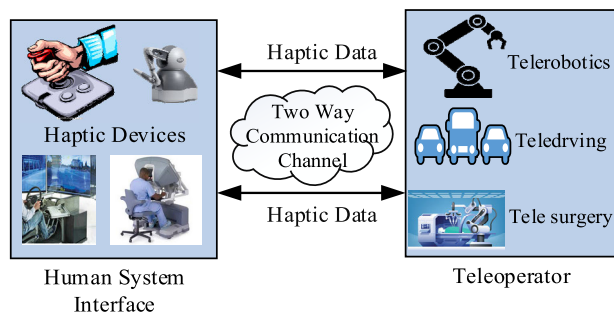 Haptic Devices
Human System
Interface
Haptic Data
Two Way
Communication
Channel
Haptic Data
Telerobotics
Teledrving
Tele surgery
Teleoperator